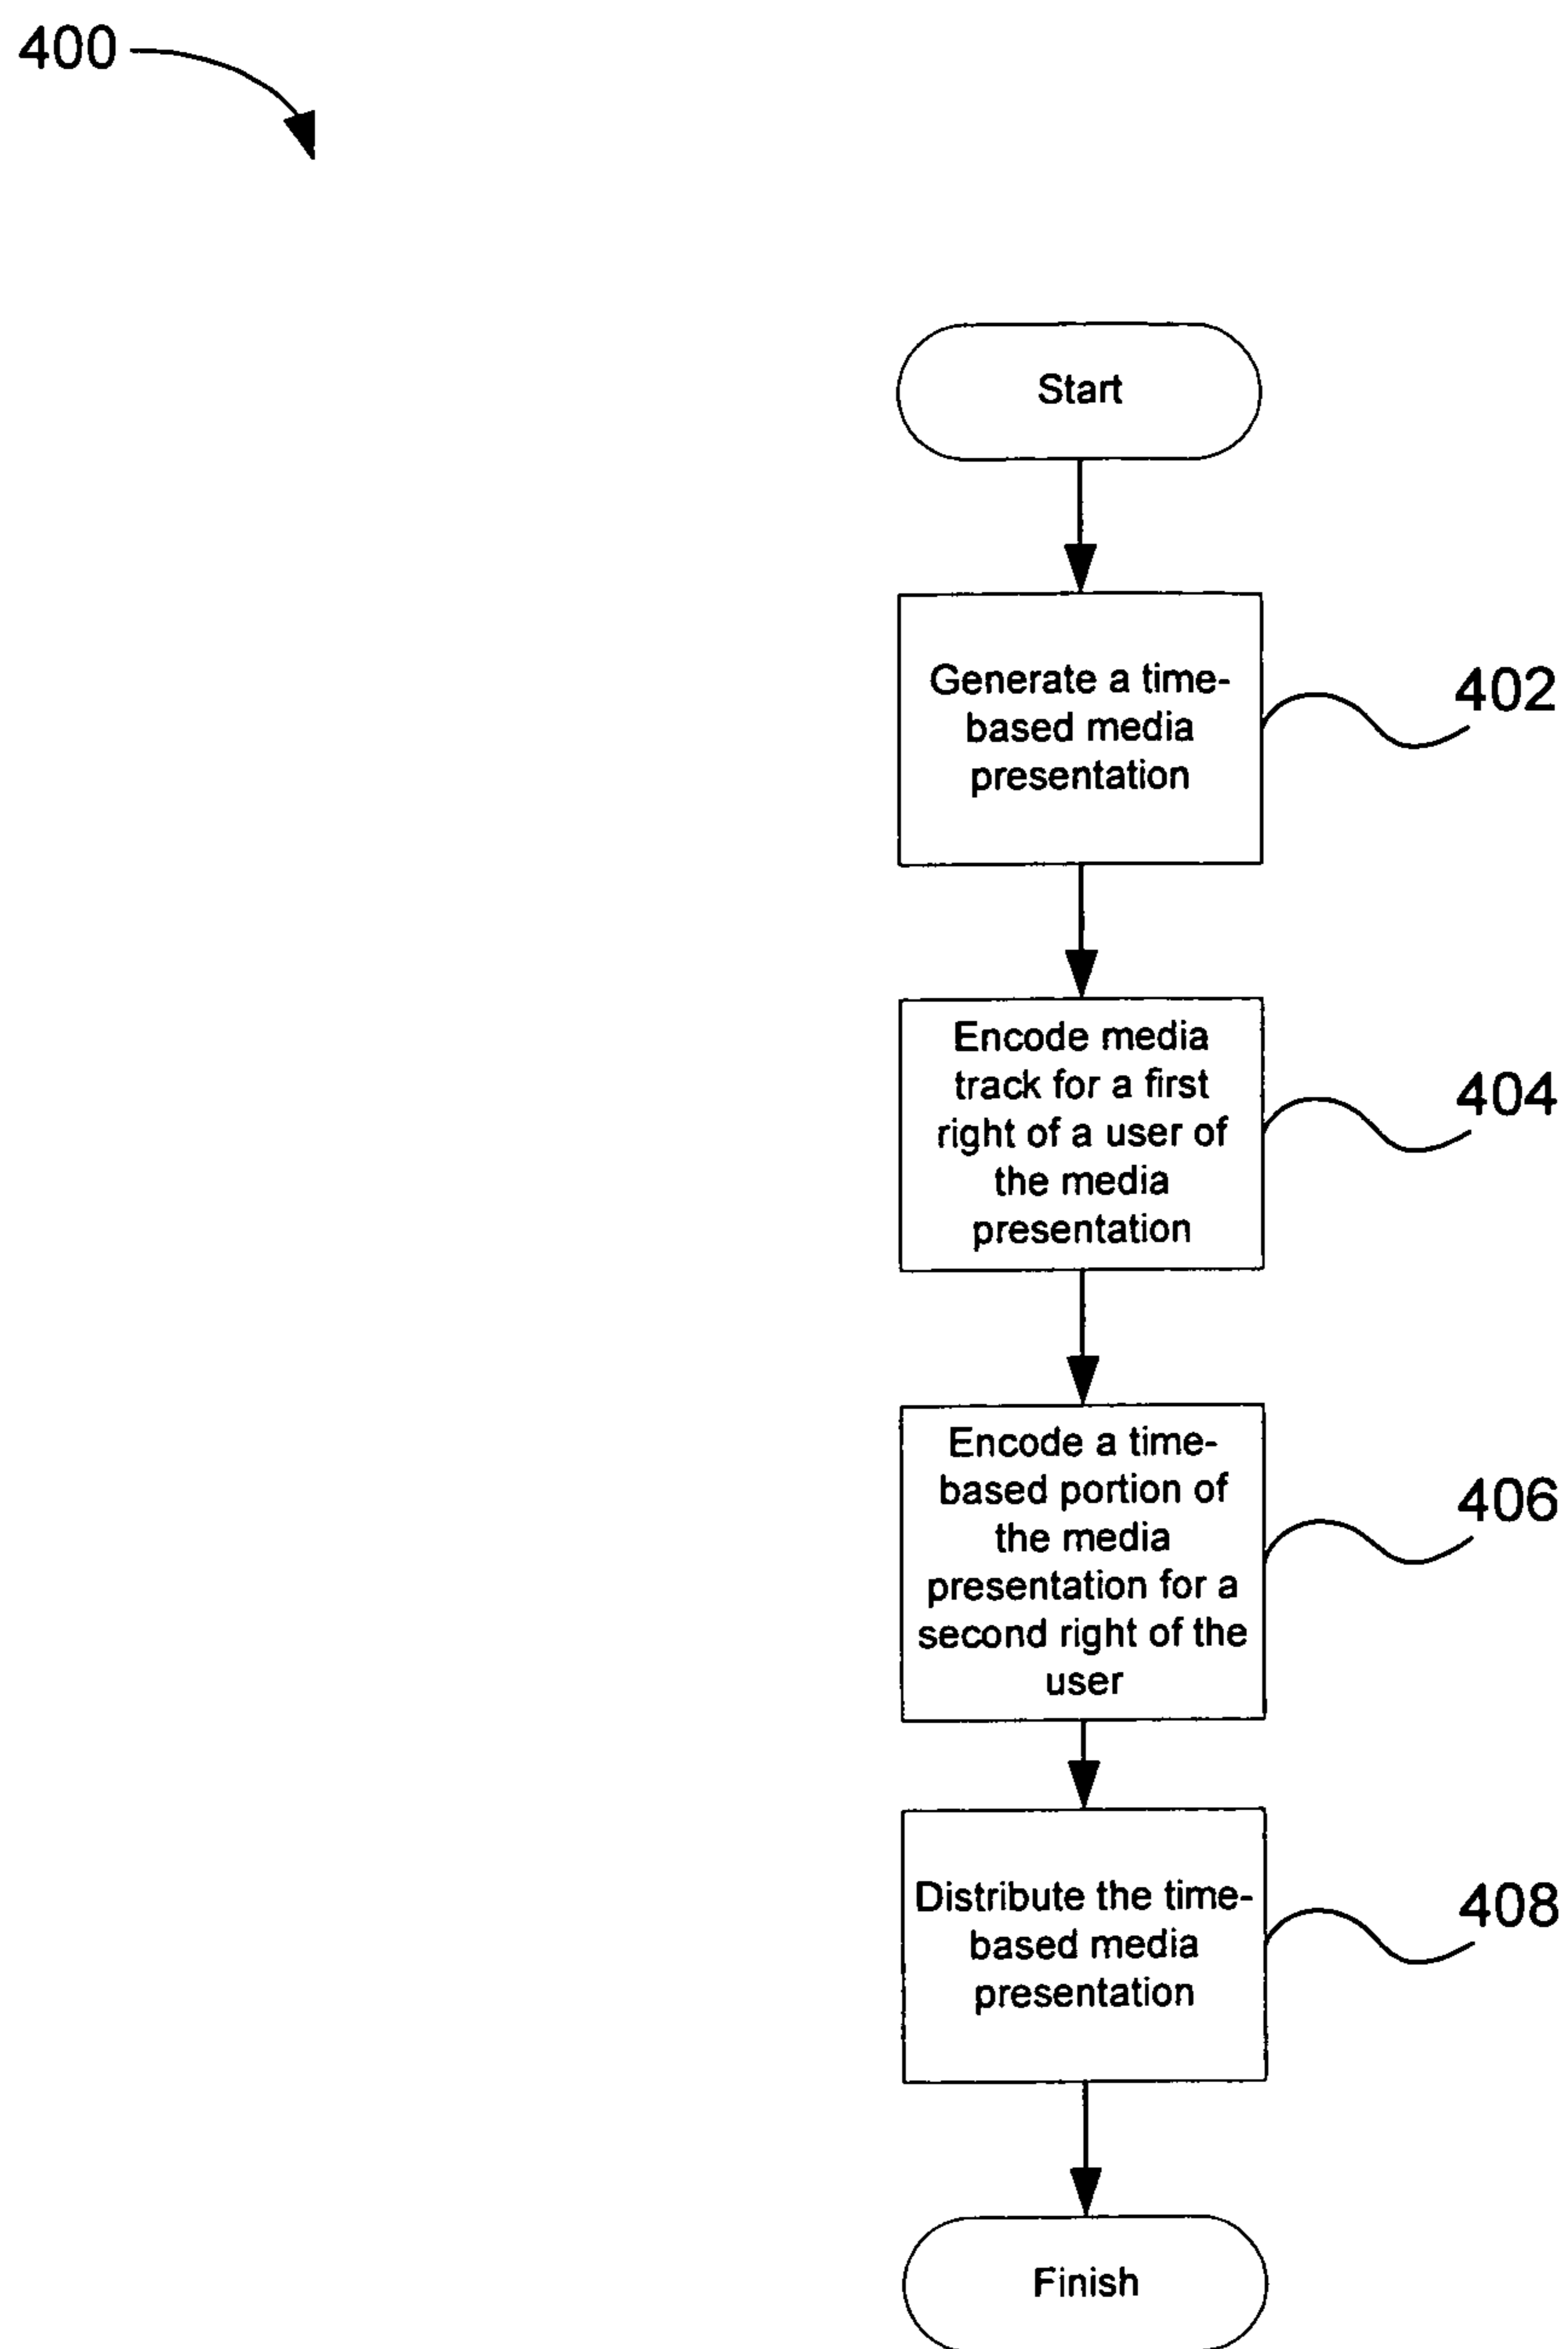 400
Start
Generate a time-
based media
presentation
402
Encode media
track for a first
right of a user of
the media
presentation
404
Encode a time-
based portion of
the media
presentation for a
second right of the
user
406
Distribute the time-
based media
presentation
408
Finish